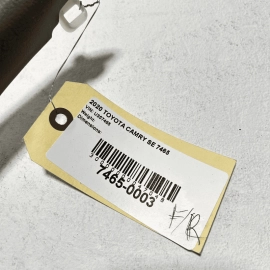 2020 TOYOTA CAMRY SE 7465
Weight:
Dimensions:
7465-0003
F/B